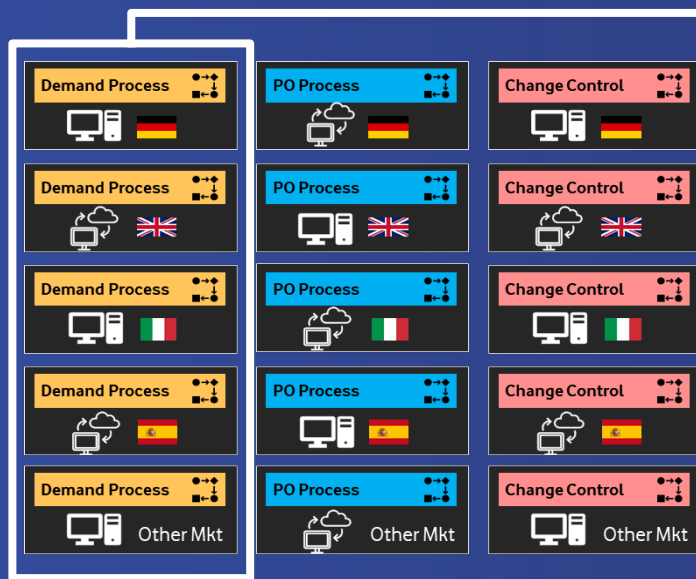 Demand Process
PO Process
Change Control
Demand Process
PO Process
Change Control
Demand Process
PO Process
Change Control
Demand Process
PO Process
Change Control
Demand Process
PO Process
Change Control
Other Mkt
Other Mkt
Other Mkt